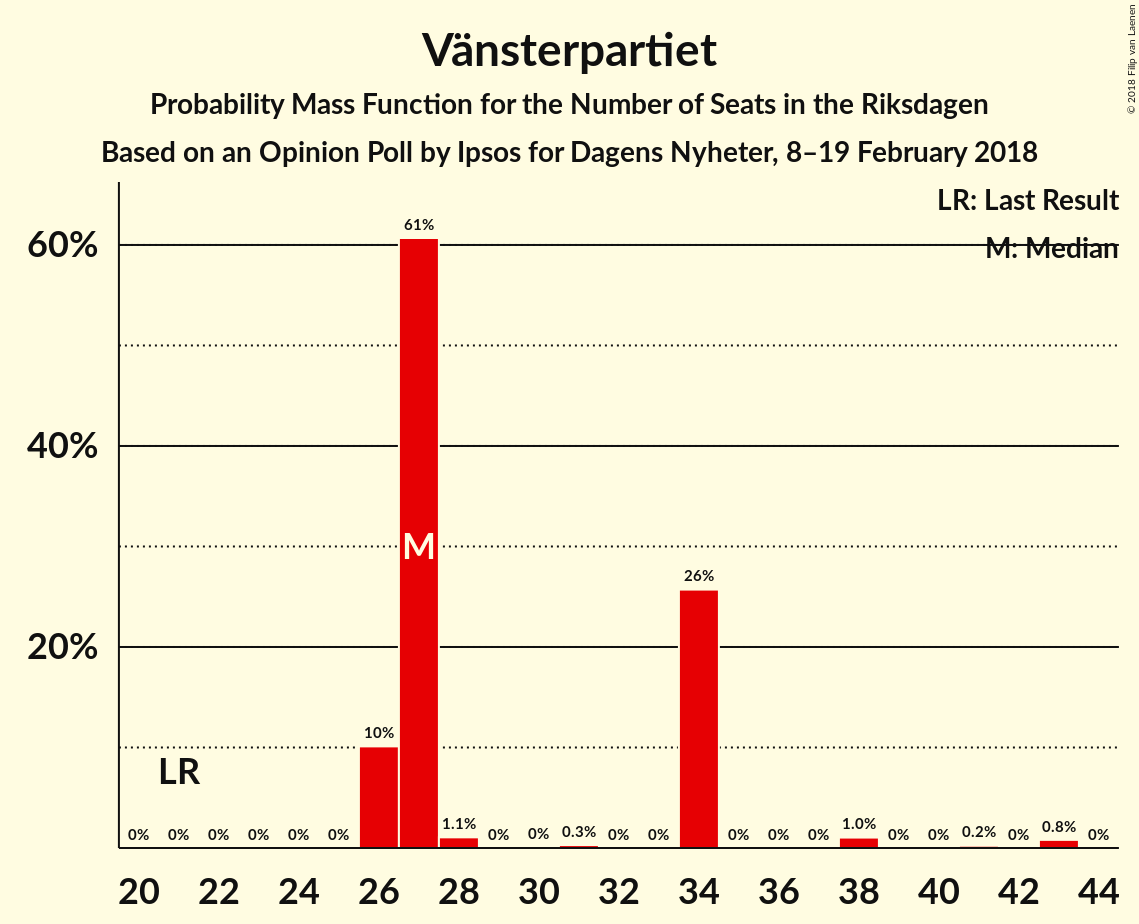 Vänsterpartiet
Probability Mass Function for the Number of Seats in the Riksdagen
Based on an Opinion Poll by Ipsos for Dagens Nyheter, 8–19 February 2018
© 2018 Filip van Laenen
LR: Last Result
M: Median
60%
40%
20%
61%
M
26%
10%
LR
0% 0% 0% 0% 0% 0% 1.1% 0% 0% 0.3% 0% 0% 0% 0% 0% 1.0% 0% 0% 0.2% 0% 0.8% 0%
20 22 24 26 28 30 32 34 36 38 40 42 44